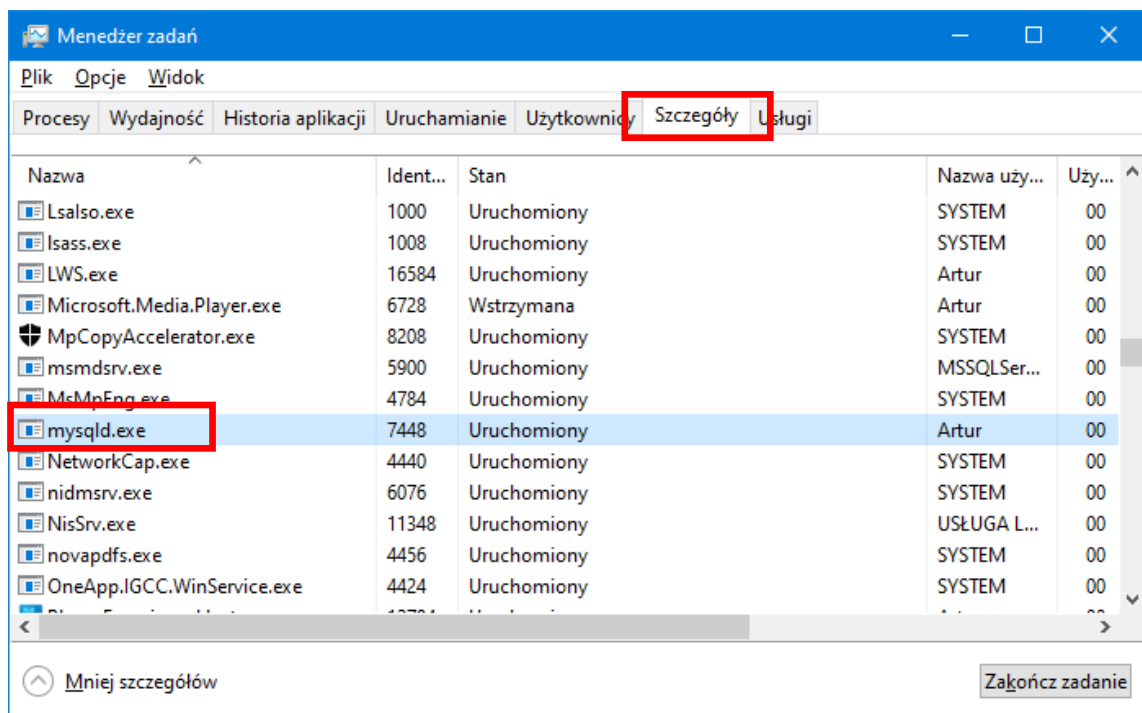 Menedżer zadań
Plik Opcje Widok
Procesy Wydajność Historia aplikacji Uruchamianie Użytkownicy Szczegóły Usługi
Nazwa Ident... Stan Nazwa uży... Uży...
Lsalso.exe 1000 Uruchomiony SYSTEM 00
lsass.exe 1008 Uruchomiony SYSTEM 00
LWS.exe 16584 Uruchomiony Artur 00
Microsoft.Media.Player.exe 6728 Wstrzymana Artur 00
MpCopyAccelerator.exe 8208 Uruchomiony SYSTEM 00
msmdsrv.exe 5900 Uruchomiony MSSQLSer... 00
MsMpEng.exe 4784 Uruchomiony SYSTEM 00
mysqld.exe 7448 Uruchomiony Artur 00
NetworkCap.exe 4440 Uruchomiony SYSTEM 00
nidmsrv.exe 6076 Uruchomiony SYSTEM 00
NisSrv.exe 11348 Uruchomiony USŁUGA L... 00
novapdfs.exe 4456 Uruchomiony SYSTEM 00
OneApp.IGCC.WinService.exe 4424 Uruchomiony SYSTEM 00
Mniej szczegółów
Zakończ zadanie